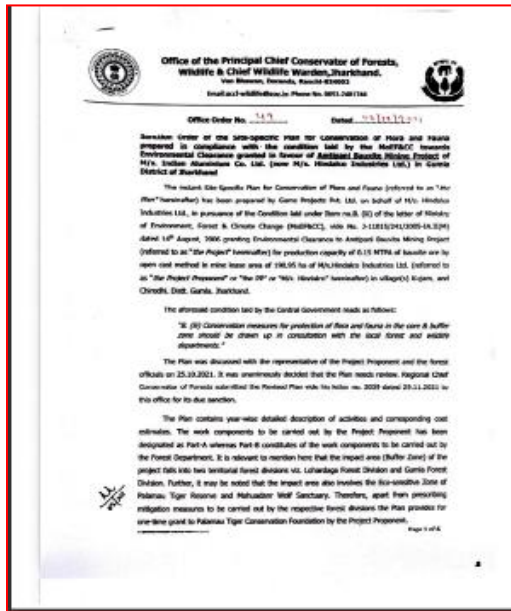 Office of the Principal Chief Conservator of Forests,
Wildlife & Chief Wildlife Warden, Jharkhand.
Van Bhawan, Doranda, Ranchi-834002
Office Order No. Dated
Sanction Order of the Site-Specific Plan for Conservation of Flora and Fauna
prepared in compliance with the condition laid by the MoEF&CC towards
Environmental Clearance granted in favour of Amtipani Bauxite Mining Project of
M/s. Indian Aluminium Co. Ltd. (now M/s. Hindalco Industries Ltd.) in Gumla
District of Jharkhand
The instant Site-Specific Plan for Conservation of Flora and Fauna (referred to as "the
Plan" hereinafter) has been prepared by Projects Pvt. Ltd. on behalf of M/s. Hindalco
Industries Ltd., in pursuance of the Condition laid under Item no.B. (ii) of the letter of Ministry
of Environment, Forest & Climate Change (MoEF&CC), vide No.
dated August, 2006 granting Environmental Clearance to Amtipani Bauxite Mining Project
(referred to as "the Project" hereinafter) for production capacity of 0.15 MTPA of bauxite ore by
open cast method in mine lease area of ha of M/s.Hindalco Industries Ltd. (referred
to as "the Project Proponent" or "the PP" or "M/s. Hindalco" hereinafter) in village(s) Kujam, and
Chirodih, Distt. Gumla, Jharkhand.
The aforesaid condition laid by the Central Government reads as follows:
"B. (ii) Conservation measures for protection of flora and fauna in the core & buffer
zone should be drawn up in consultation with the local forest and wildlife
departments."
The Plan was discussed with the representative of the Project Proponent and the forest
officials on 25.10.2021. It was unanimously decided that the Plan needs review. Regional Chief
Conservator of Forests submitted the Revised Plan vide his letter no. dated 29.11.2021 to
this office for its due sanction.
The Plan contains year-wise detailed description of activities and corresponding cost
estimates. The work components to be carried out by the Project Proponent has been
designated as Part-A whereas Part-B constitutes of the work components to be carried out by
the Forest Department. It is relevant to mention here that the impact area (Buffer Zone) of the
project falls into two territorial forest divisions viz. Lohardaga Forest Division and Gumla Forest
Division. Further, it may be noted that the impact area also involves the Eco-sensitive Zone of
Palamau Tiger Reserve and Mahuadanr Wolf Sanctuary. Therefore, apart from prescribing
mitigation measures to be carried out by the respective forest divisions the Plan provides for
one-time grant to Palamau Tiger Conservation Foundation by the Project Proponent.
Page 1 of 6